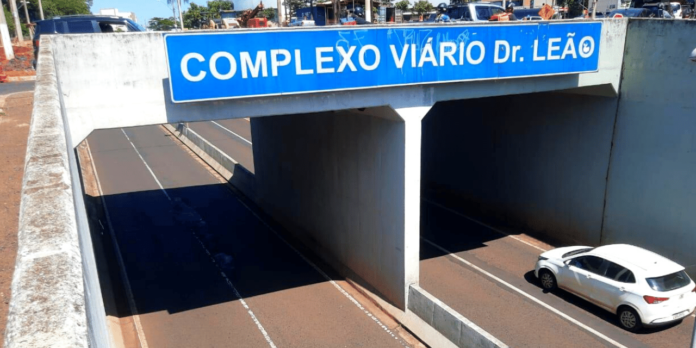 COMPLEXO VIÁRIO Dr. LEÃO